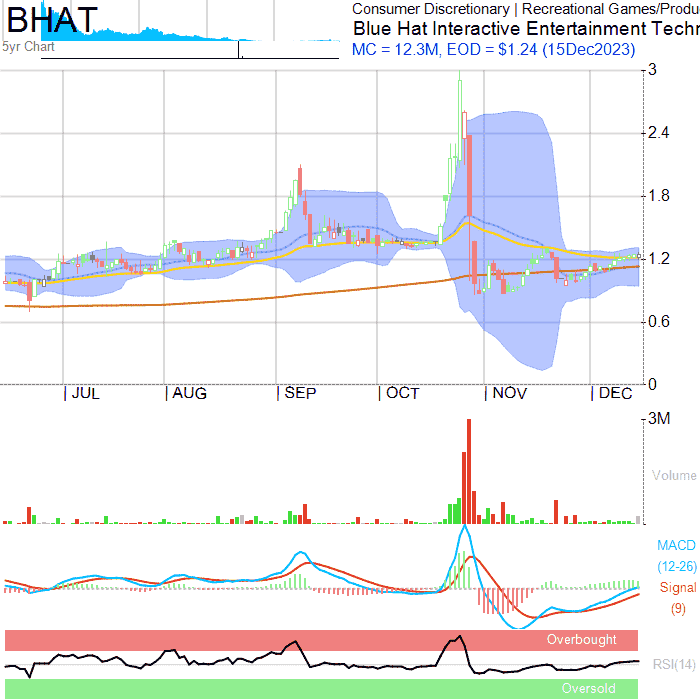 BHAT
5yr Chart
Consumer Discretionary | Recreational Games/Produ
Blue Hat Interactive Entertainment Techr
MC = 12.3M, EOD = $1.24 (15Dec2023)
3
2.4
1.8
1.2
0.6
0
JUL
AUG
SEP
OCT
NOV
DEC
3M
Volume
MACD
(12-26)
Signal
(9)
Overbought
RSI(14)
Oversold